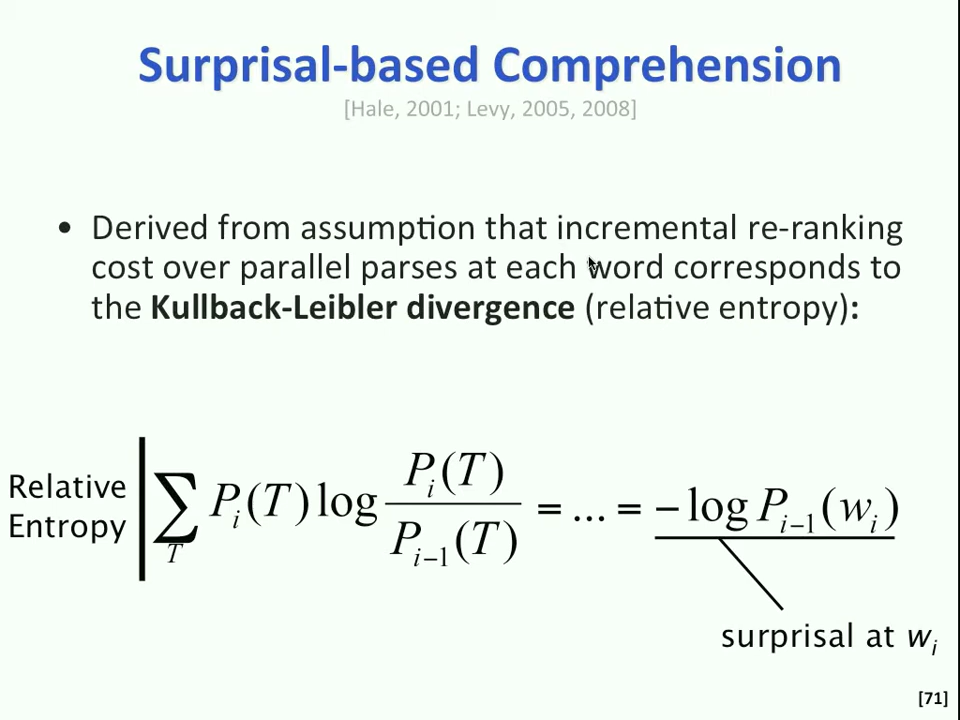 Surprisal-based Comprehension
[Hale, 2001; Levy, 2005, 2008]
• Derived from assumption that incremental re-ranking
cost over parallel parses at each word corresponds to
the Kullback-Leibler divergence (relative entropy):
Relative
Entropy
∑_T P_i(T) log P_i(T) / P_{i−1}(T) = ... = − log P_{i−1}(w_i)
surprisal at w_i
[71]